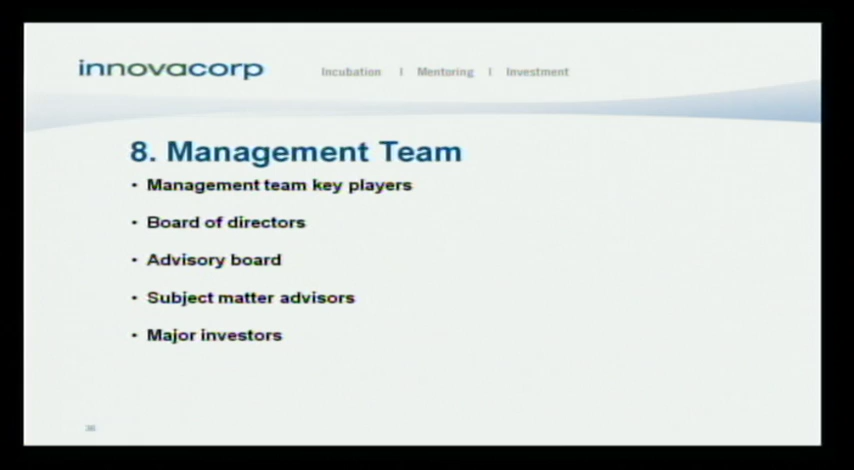 innovacorp
Incubation | Mentoring | Investment
8. Management Team
• Management team key players
• Board of directors
• Advisory board
• Subject matter advisors
• Major investors